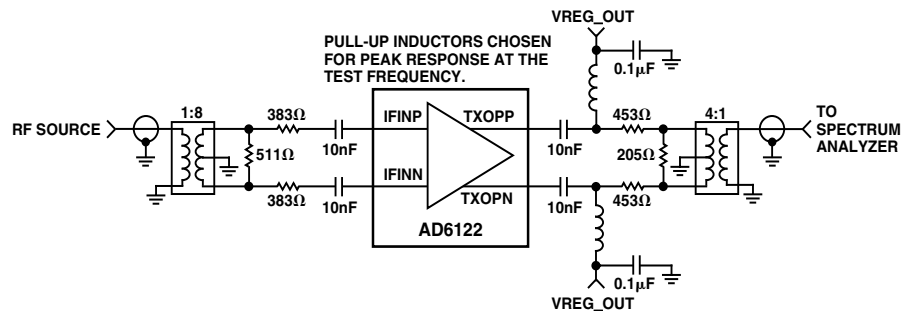 VREG_OUT
PULL-UP INDUCTORS CHOSEN
FOR PEAK RESPONSE AT THE
TEST FREQUENCY.
0.1μF
1:8
383Ω
IFINP
TXOPP
453Ω
4:1
RF SOURCE
TO
SPECTRUM
ANALYZER
10nF
10nF
511Ω
205Ω
IFINN
TXOPN
383Ω
10nF
10nF
453Ω
AD6122
0.1μF
VREG_OUT